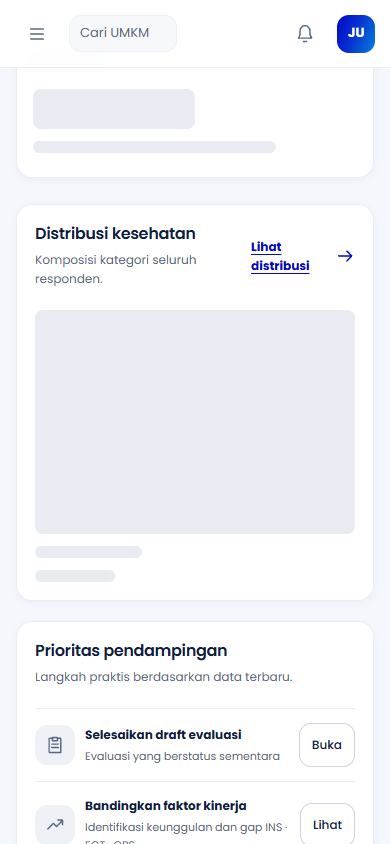 Cari UMKM
JU
Distribusi kesehatan
Komposisi kategori seluruh
responden.
Lihat
distribusi
Prioritas pendampingan
Langkah praktis berdasarkan data terbaru.
Selesaikan draft evaluasi
Evaluasi yang berstatus sementara
Buka
Bandingkan faktor kinerja
Identifikasi keunggulan dan gap INS ·
Lihat